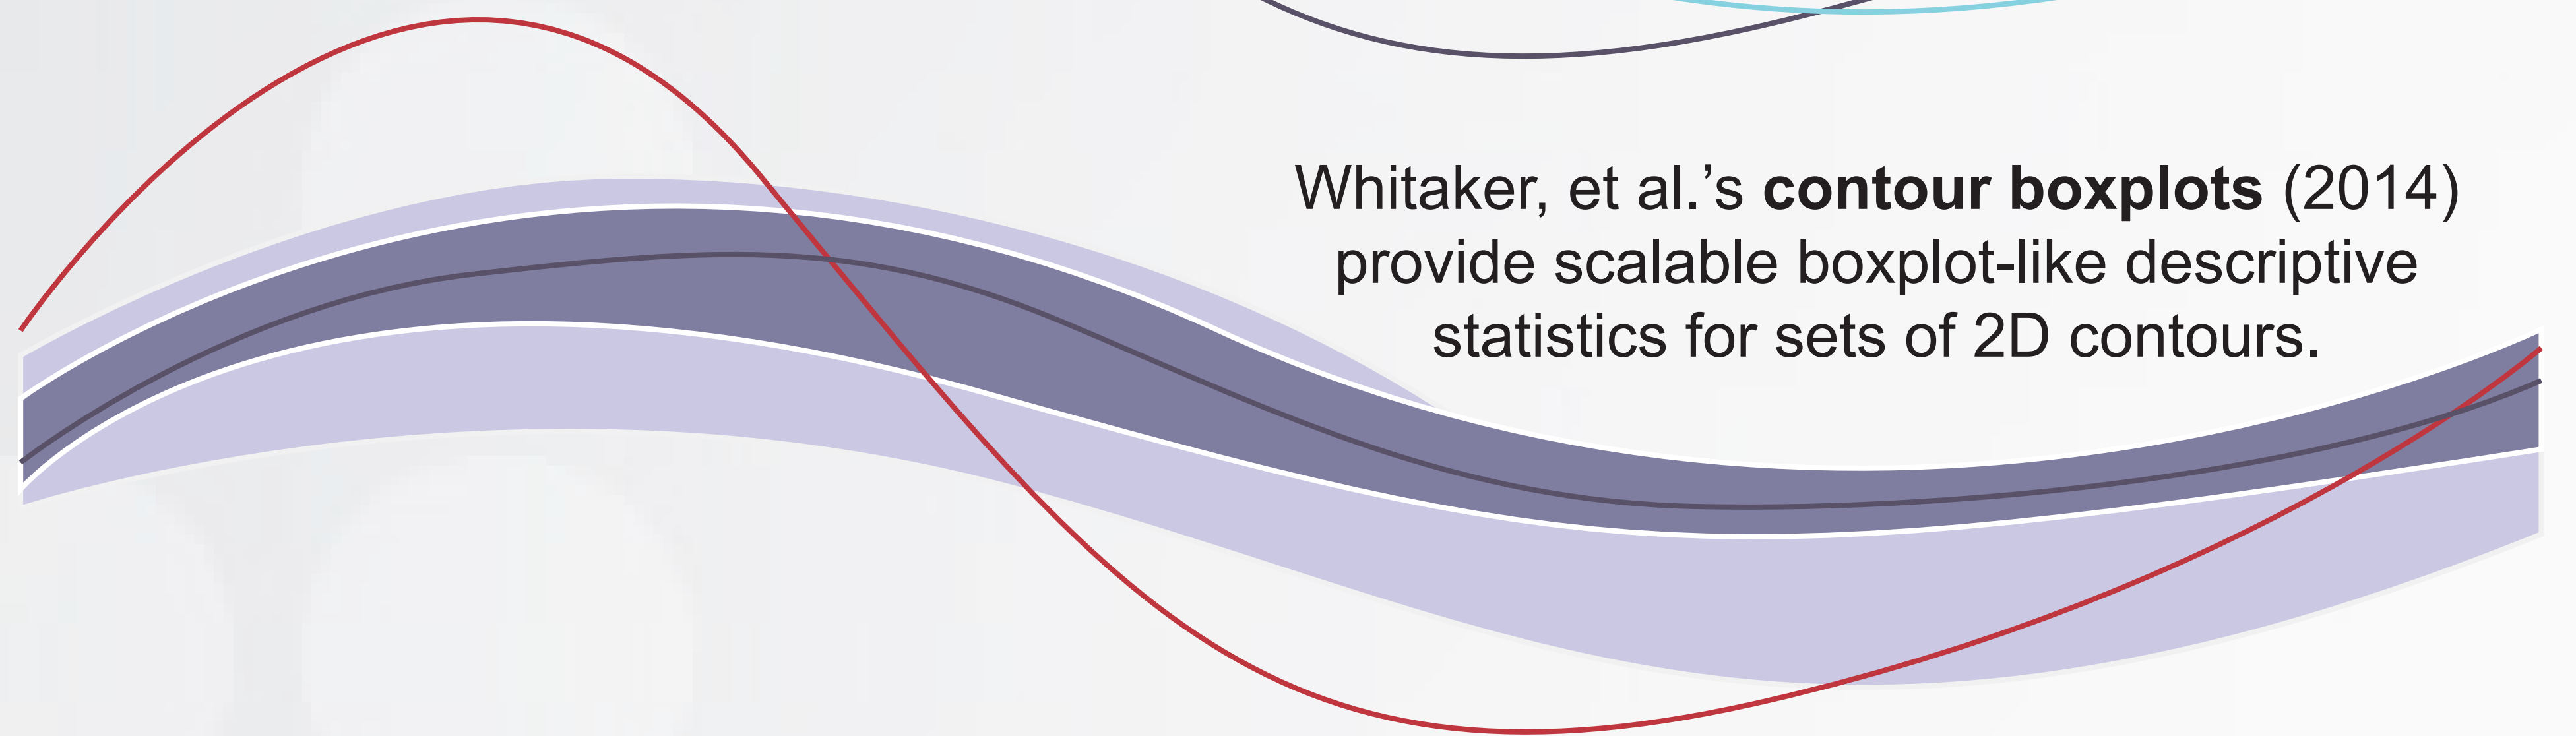 Whitaker, et al.’s contour boxplots (2014)
provide scalable boxplot-like descriptive
statistics for sets of 2D contours.